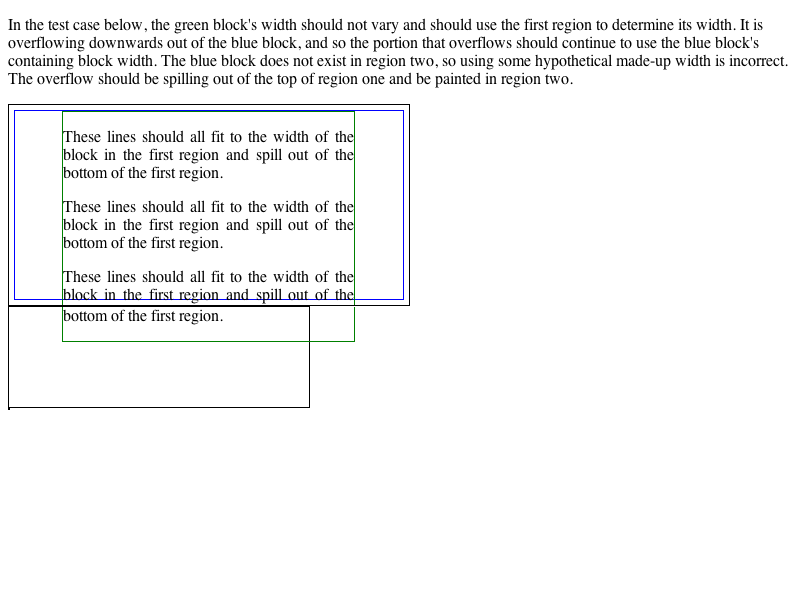 In the test case below, the green block's width should not vary and should use the first region to determine its width. It is
overflowing downwards out of the blue block, and so the portion that overflows should continue to use the blue block's
containing block width. The blue block does not exist in region two, so using some hypothetical made-up width is incorrect.
The overflow should be spilling out of the top of region one and be painted in region two.
These lines should all fit to the width of the
block in the first region and spill out of the
bottom of the first region.
These lines should all fit to the width of the
block in the first region and spill out of the
bottom of the first region.
These lines should all fit to the width of the
block in the first region and spill out of the
bottom of the first region.